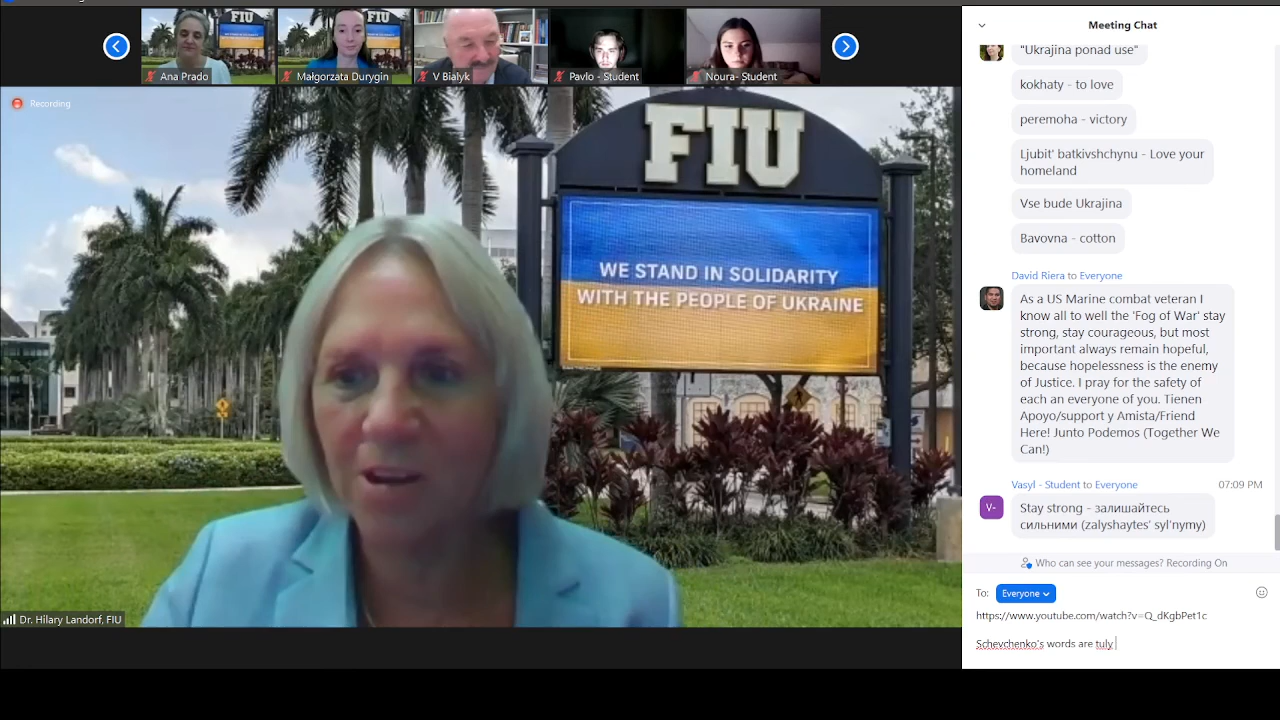 Ana Prado
Małgorzata Durygin
V Bialyk
Pavlo - Student
Noura- Student
Recording
FIU
WE STAND IN SOLIDARITY
WITH THE PEOPLE OF UKRAINE
Dr. Hilary Landorf, FIU
Meeting Chat
"Ukrajina ponad use"
kokhaty - to love
peremoha - victory
Ljubit' batkivshchynu - Love your
homeland
Vse bude Ukrajina
Bavovna - cotton
David Riera to Everyone
As a US Marine combat veteran I
know all to well the 'Fog of War' stay
strong, stay courageous, but most
important always remain hopeful,
because hopelessness is the enemy
of Justice. I pray for the safety of
each an everyone of you. Tienen
Apoyo/support y Amista/Friend
Here! Junto Podemos (Together We
Can!)
Vasyl - Student to Everyone 07:09 PM
V-
Stay strong - залишайтесь
сильними (zalyshaytes' syl'nymy)
Who can see your messages? Recording On
To: Everyone
https://www.youtube.com/watch?v=Q_dKgbPet1c
Schevchenko's words are tuly